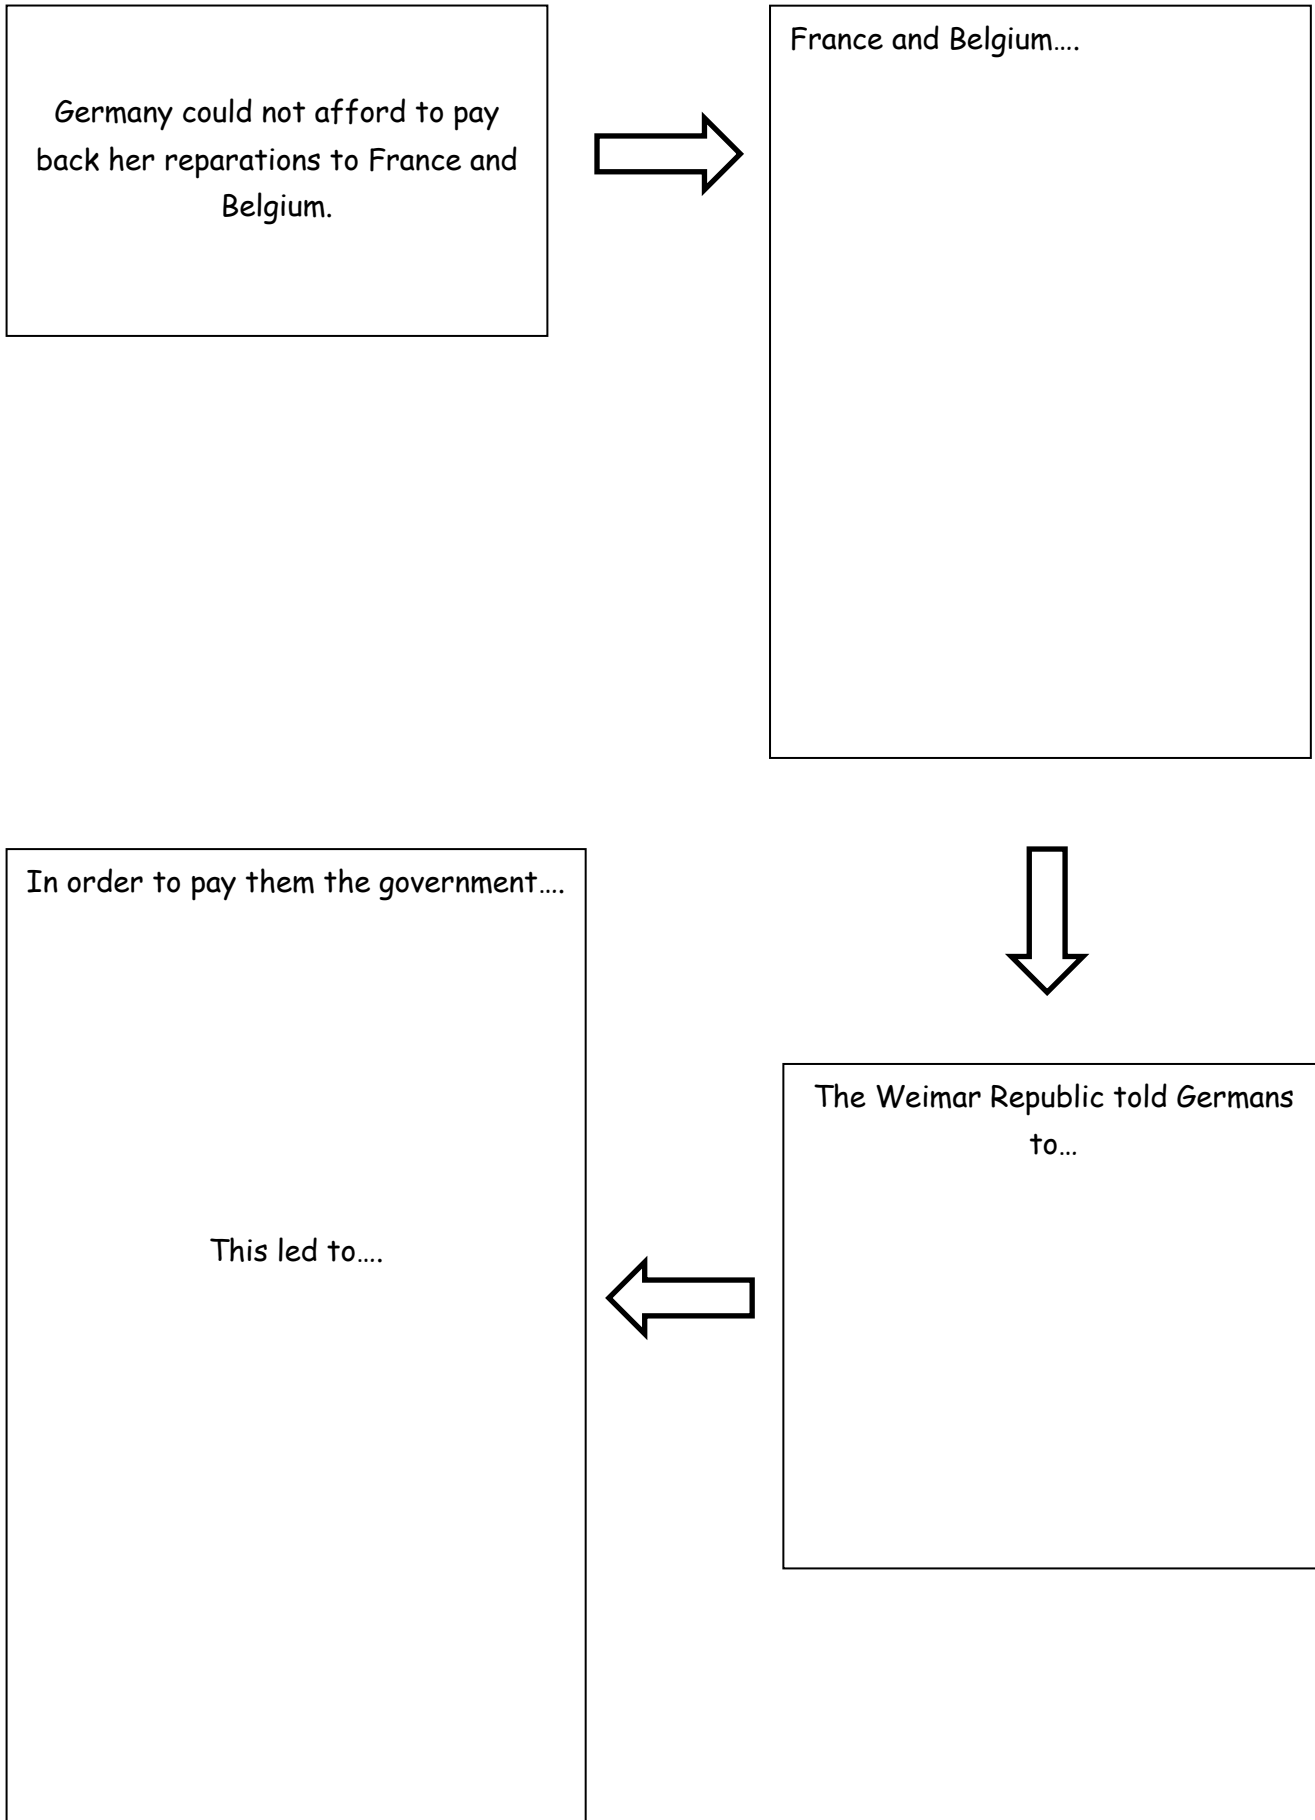 Germany could not afford to pay
back her reparations to France and
Belgium.
France and Belgium….
The Weimar Republic told Germans
to…
In order to pay them the government….
This led to….